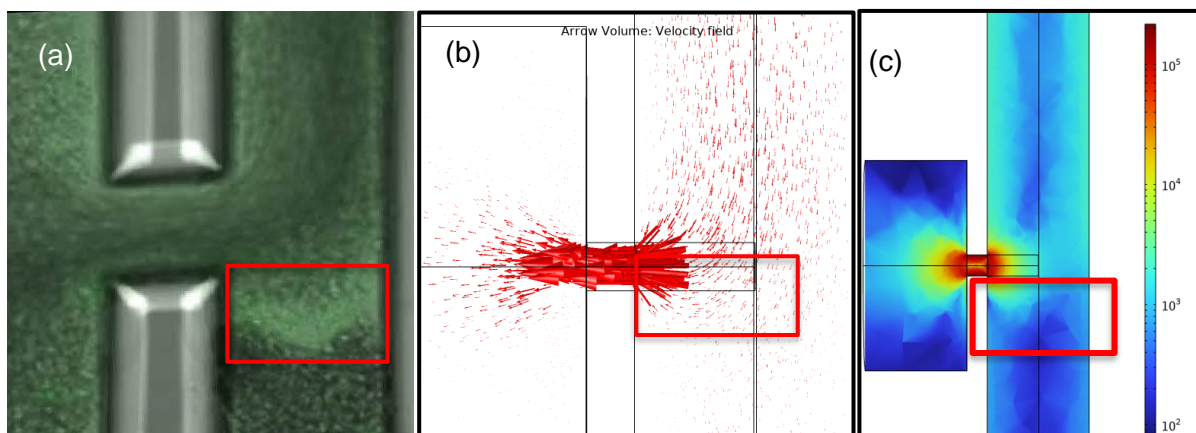 (a)
(b)
Arrow Volume: Velocity field
(c)
10⁵
10⁴
10³
10²